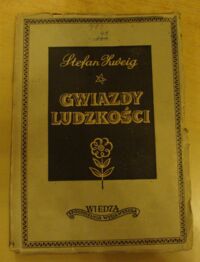 Stefan Zweig
GWIAZDY
LUDZKOŚCI
WIEDZA